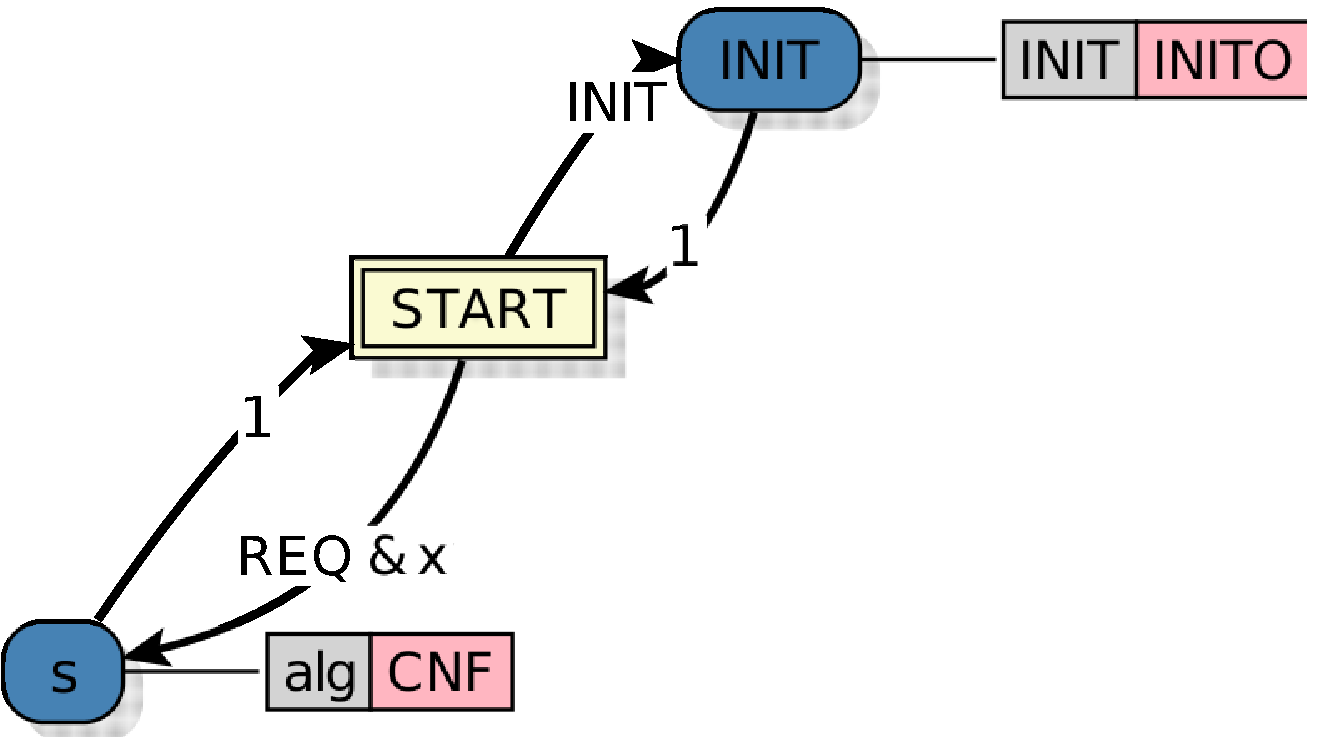 INIT
INIT INITO
INIT
1
START
1
REQ & x
s
alg CNF